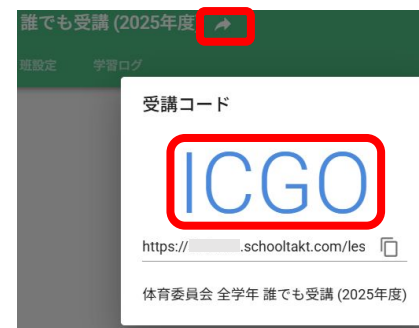 誰でも受講 (2025年度)
班設定 学習ログ
受講コード
ICGO
https:// .schooltakt.com/les
体育委員会 全学年 誰でも受講 (2025年度)